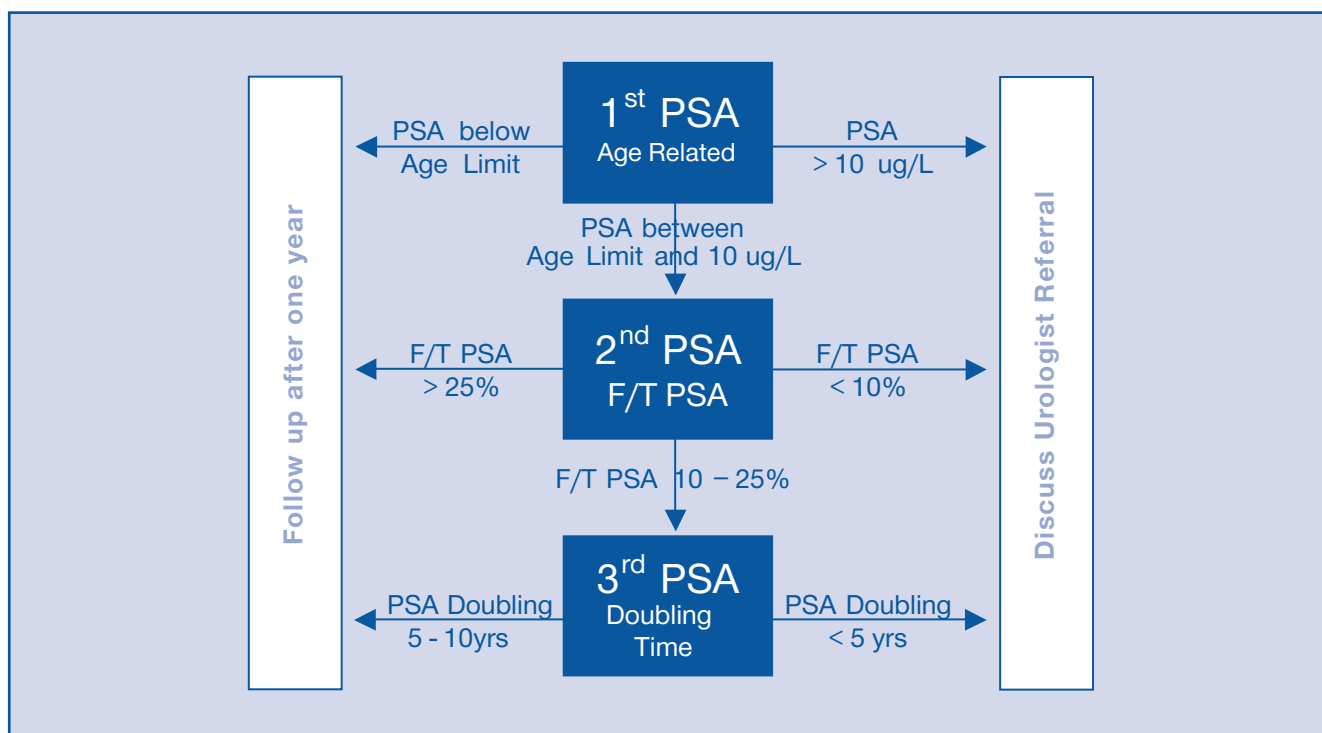 1st PSA
Age Related
PSA below
Age Limit
PSA
> 10 ug/L
PSA between
Age Limit and 10 ug/L
Follow up after one year
Discuss Urologist Referral
2nd PSA
F/T PSA
F/T PSA
> 25%
F/T PSA
< 10%
F/T PSA 10 – 25%
3rd PSA
Doubling
Time
PSA Doubling
5 - 10yrs
PSA Doubling
< 5 yrs